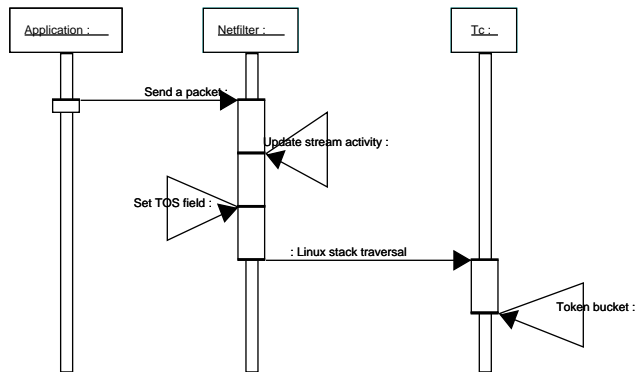 Application :
Netfilter :
Tc :
Send a packet :
Update stream activity :
Set TOS field :
: Linux stack traversal
Token bucket :